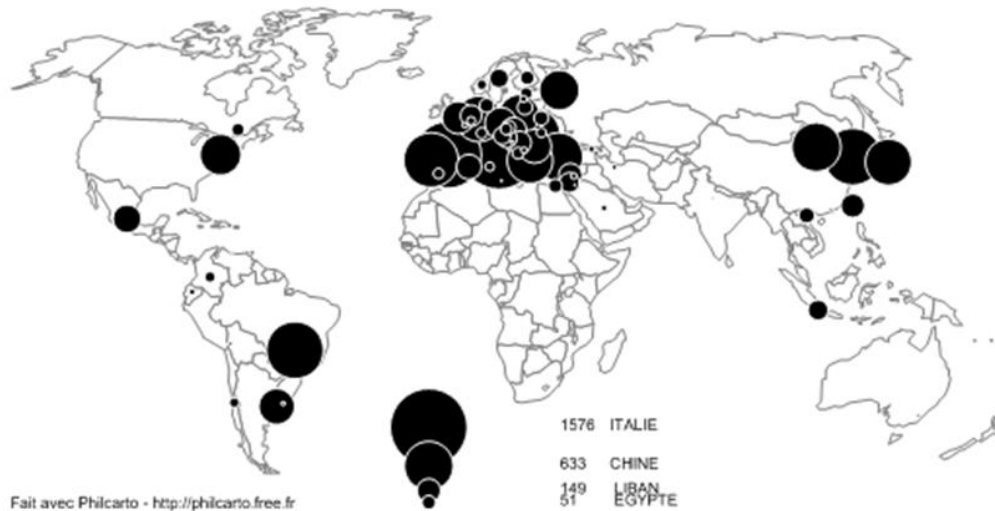 1576 ITALIE
633 CHINE
149 LIBAN
51 EGYPTE
Fait avec Philcarto - http://philcarto.free.fr